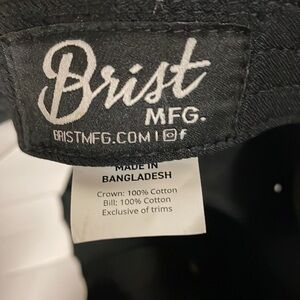 Brist
MFG.
BRISTMFG.COM | f
MADE IN
BANGLADESH
Crown: 100% Cotton
Bill: 100% Cotton
Exclusive of trims